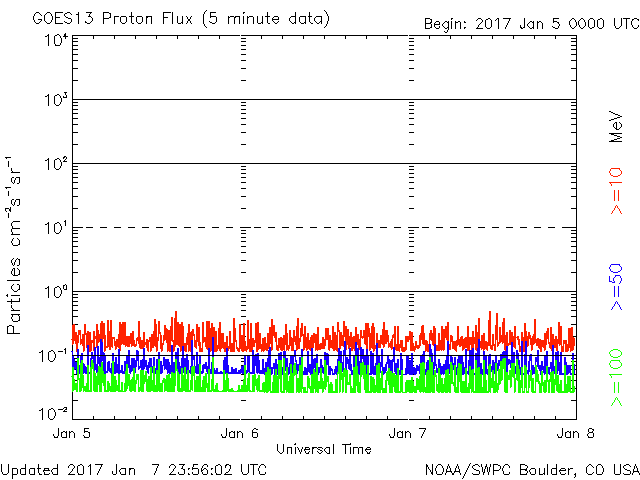 GOES13 Proton Flux (5 minute data)
Begin: 2017 Jan 5 0000 UTC
10⁴
10³
10²
10¹
10⁰
10⁻¹
10⁻²
Particles cm⁻²s⁻¹sr⁻¹
MeV
>=10
>=50
>=100
Jan 5
Jan 6
Jan 7
Jan 8
Universal Time
Updated 2017 Jan 7 23:56:02 UTC
NOAA/SWPC Boulder, CO USA